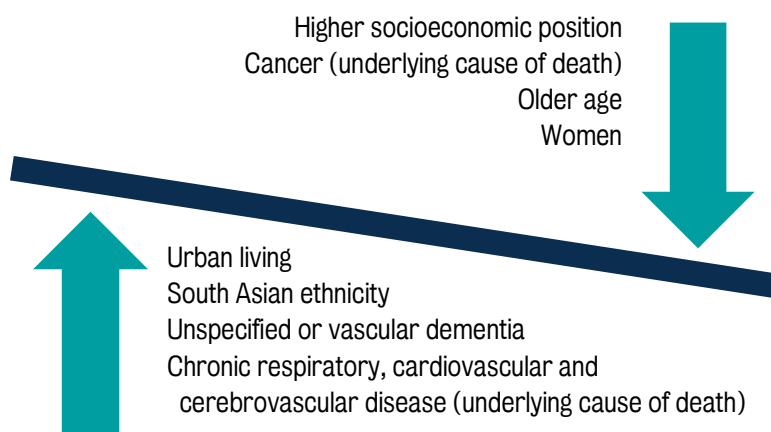 Higher socioeconomic position
Cancer (underlying cause of death)
Older age
Women
Urban living
South Asian ethnicity
Unspecified or vascular dementia
Chronic respiratory, cardiovascular and
cerebrovascular disease (underlying cause of death)